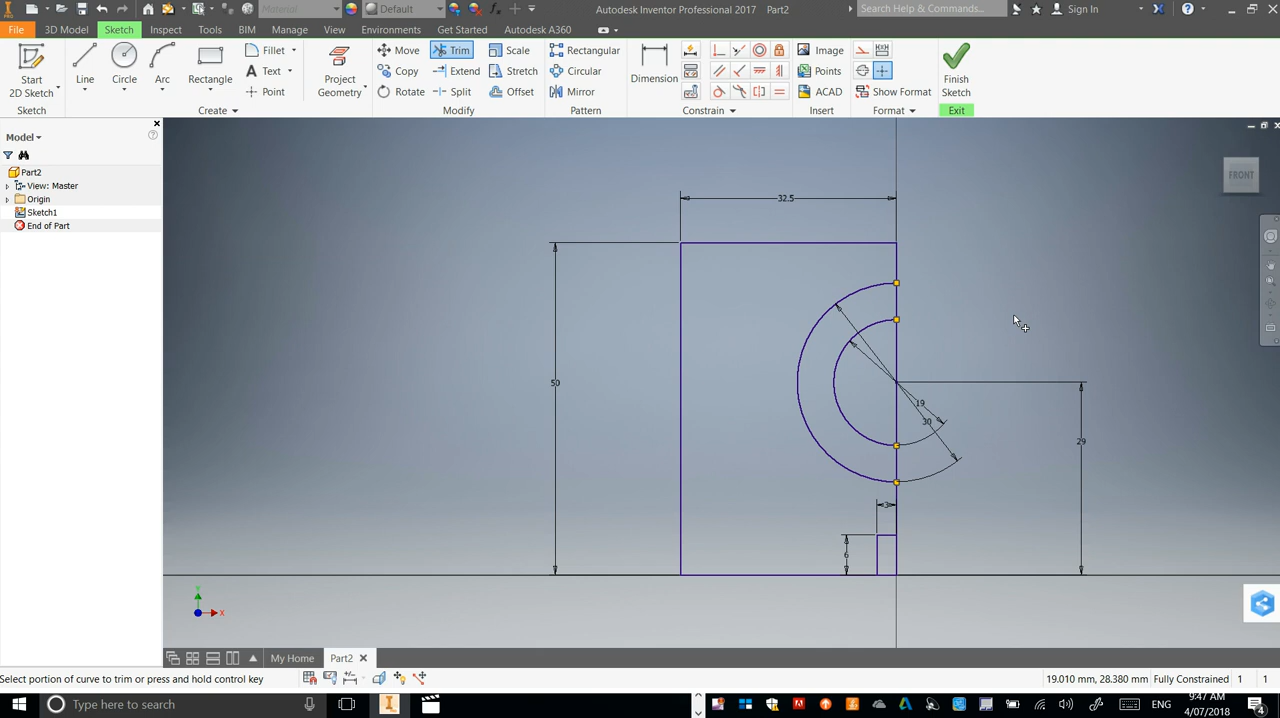 Material
Default
Autodesk Inventor Professional 2017   Part2
Search Help & Commands...
Sign In
File
3D Model
Sketch
Inspect
Tools
View
BIM
Manage
View
Environments
Get Started
Autodesk A360
Start
2D Sketch
Line
Circle
Arc
Rectangle
Fillet
Text
Point
Project
Geometry
Move
Trim
Scale
Copy
Extend
Stretch
Rotate
Split
Offset
Rectangular
Circular
Mirror
Dimension
Image
Points
ACAD
Show Format
Finish
Sketch
Sketch
Create
Modify
Pattern
Constrain
Insert
Format
Exit
Model
Part2
View: Master
Origin
Sketch1
End of Part
FRONT
32.5
50
19
30
29
3
6
Y
X
My Home
Part2
Select portion of curve to trim or press and hold control key
19.010 mm, 28.380 mm
Fully Constrained
1
1
Type here to search
ENG
9:47 AM
4/07/2018
4